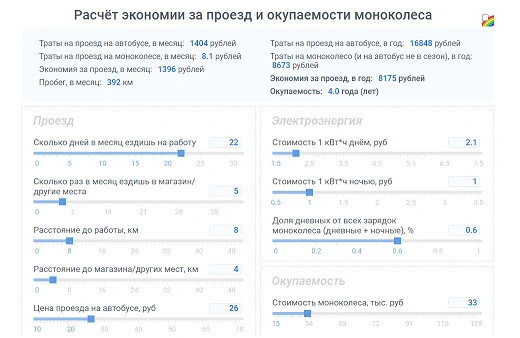 Расчёт экономии за проезд и окупаемости моноколеса
Траты на проезд на автобусе, в месяц: 1404 рублей
Траты на проезд на моноколесе, в месяц: 8.1 рублей
Экономия за проезд, в месяц: 1396 рублей
Пробег, в месяц: 392 км
Траты на проезд на автобусе, в год: 16848 рублей
Траты на моноколесо (и на автобус не в сезон), в год:
8673 рублей
Экономия за проезд, в год: 8175 рублей
Окупаемость: 4.0 года (лет)
Проезд
Сколько дней в месяц ездишь на работу 22
0 5 10 15 20 25 30
Сколько раз в месяц ездишь в магазин/
другие места 5
0 7 14 21 28 35
Расстояние до работы, км 8
0 8 16 24 32 40 48
Расстояние до магазина/других мест, км 4
0 8 16 24 32 40 48
Цена проезда на автобусе, руб 26
10 20 30 40 50 60 70
Электроэнергия
Стоимость 1 кВт*ч днём, руб 2.1
1.5 2.5 3.5 4.5 5.5 6.5 7.5
Стоимость 1 кВт*ч ночью, руб 1
0.5 1 1.5 2 2.5 3 3.5
Доля дневных от всех зарядок
моноколеса (дневные + ночные), % 0.6
0 0.2 0.4 0.6 0.8 1
Окупаемость
Стоимость моноколеса, тыс. руб 33
15 34 53 72 91 110 129